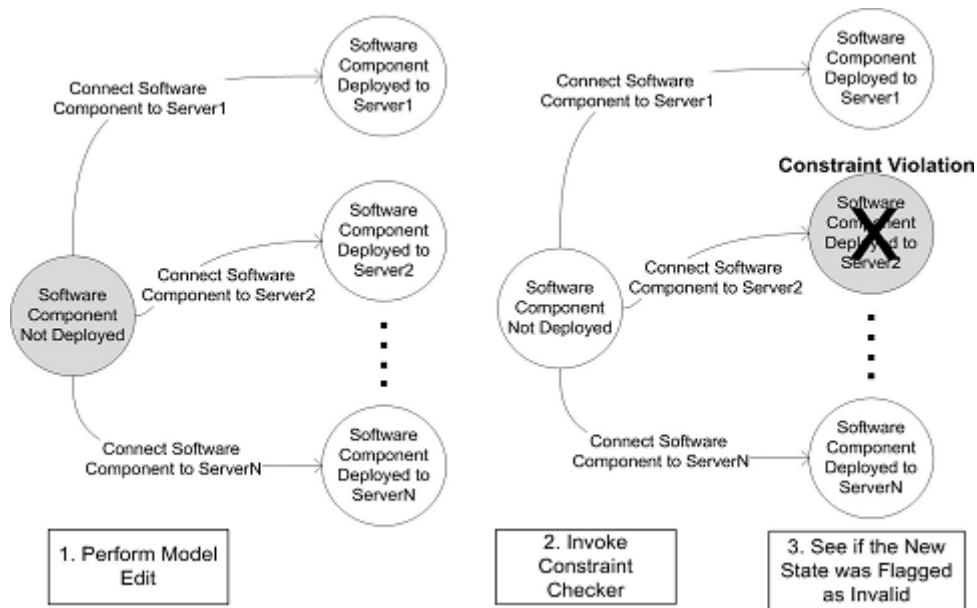 Software
Component
Deployed to
Server1
Connect Software
Component to Server1
Software
Component
Deployed to
Server2
Connect Software
Component to Server2
Software
Component
Not Deployed
Connect Software
Component to ServerN
Software
Component
Deployed to
ServerN
1. Perform Model
Edit
Software
Component
Deployed to
Server1
Connect Software
Component to Server1
Constraint Violation
Software
Component
Deployed to
Server2
Connect Software
Component to Server2
Software
Component
Not Deployed
Connect Software
Component to ServerN
Software
Component
Deployed to
ServerN
2. Invoke
Constraint
Checker
3. See if the New
State was Flagged
as Invalid